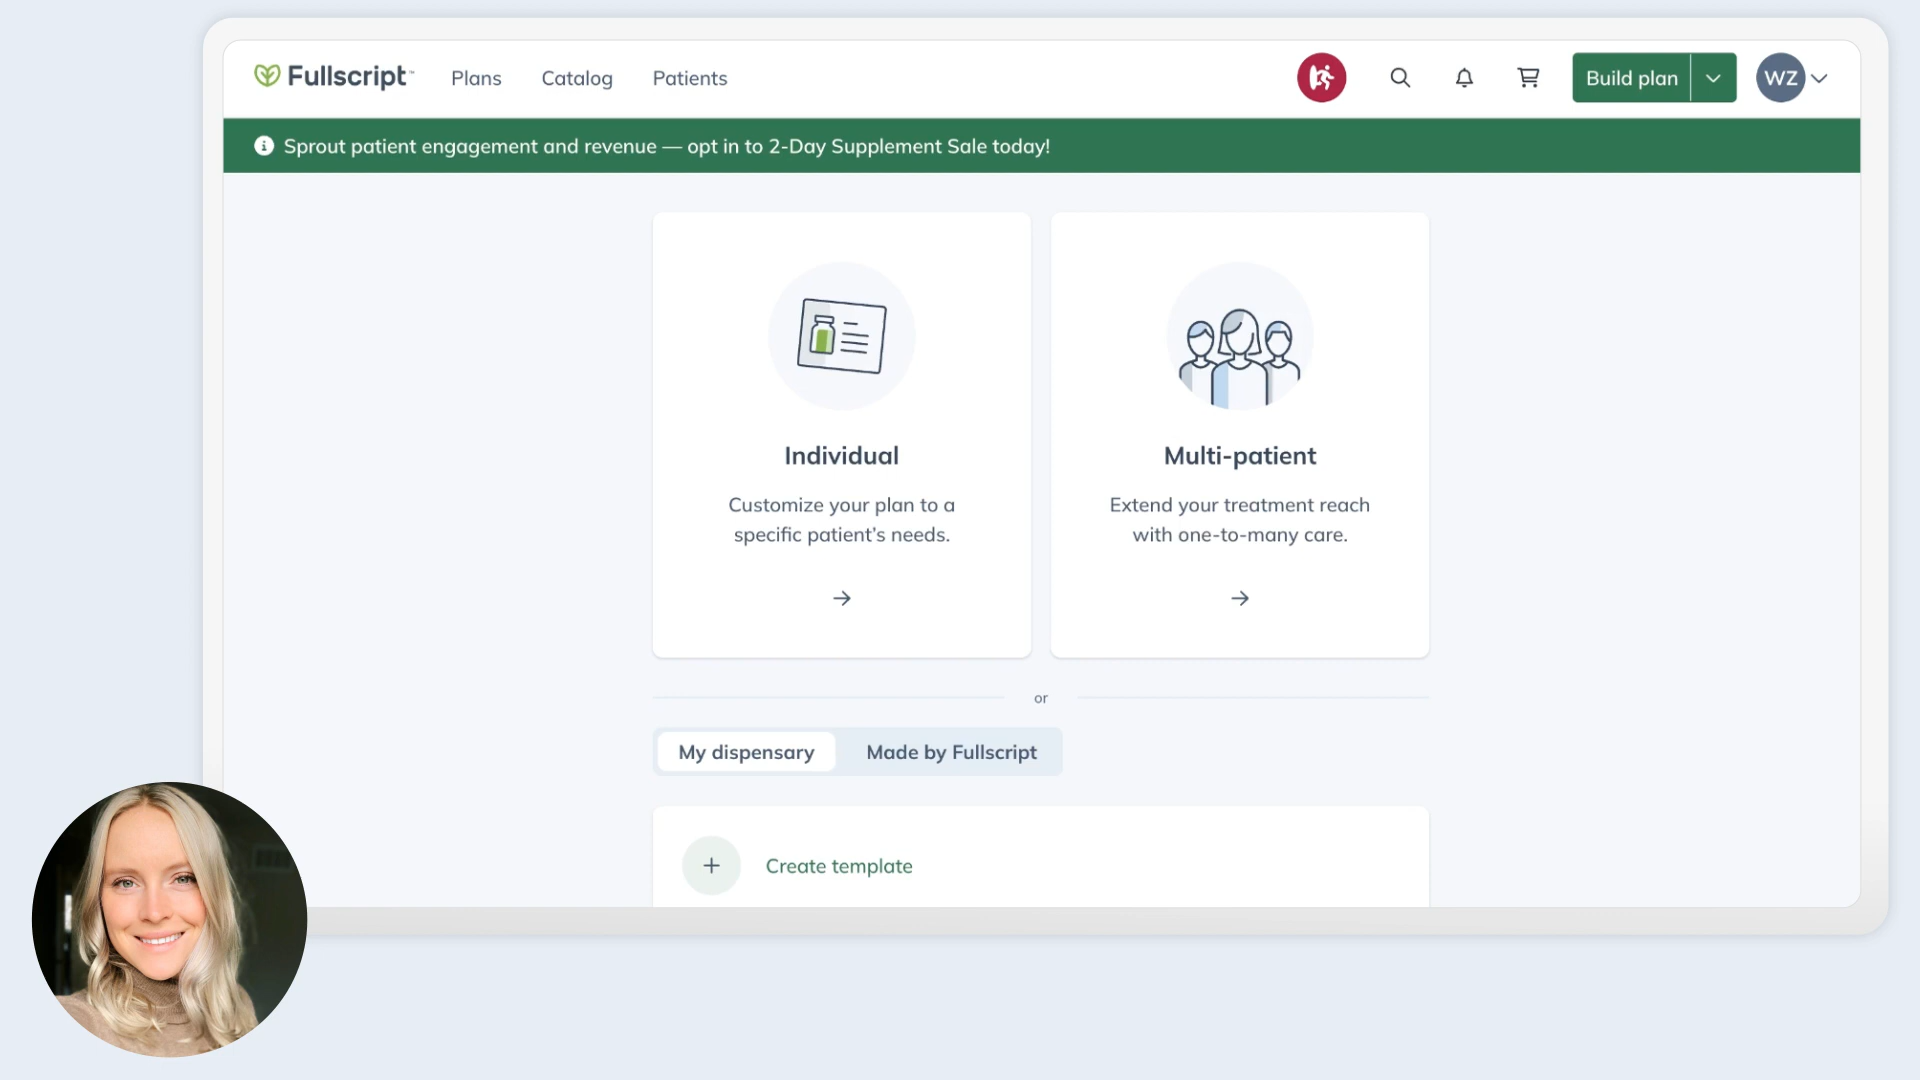 Fullscript™ Plans Catalog Patients Build plan WZ
Sprout patient engagement and revenue — opt in to 2-Day Supplement Sale today!
Individual
Customize your plan to a
specific patient's needs.
Multi-patient
Extend your treatment reach
with one-to-many care.
or
My dispensary Made by Fullscript
Create template